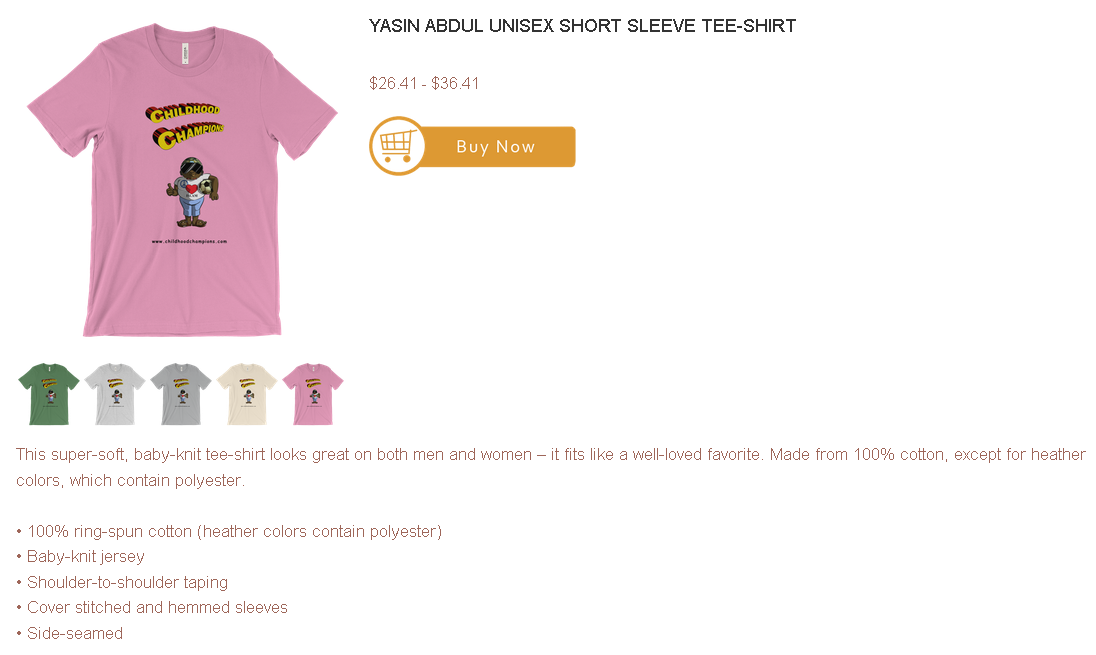 YASIN ABDUL UNISEX SHORT SLEEVE TEE-SHIRT
$26.41 - $36.41
Buy Now
CHILDHOOD
CHAMPIONS
www.childhoodchampions.com
This super-soft, baby-knit tee-shirt looks great on both men and women – it fits like a well-loved favorite. Made from 100% cotton, except for heather
colors, which contain polyester.
• 100% ring-spun cotton (heather colors contain polyester)
• Baby-knit jersey
• Shoulder-to-shoulder taping
• Cover stitched and hemmed sleeves
• Side-seamed